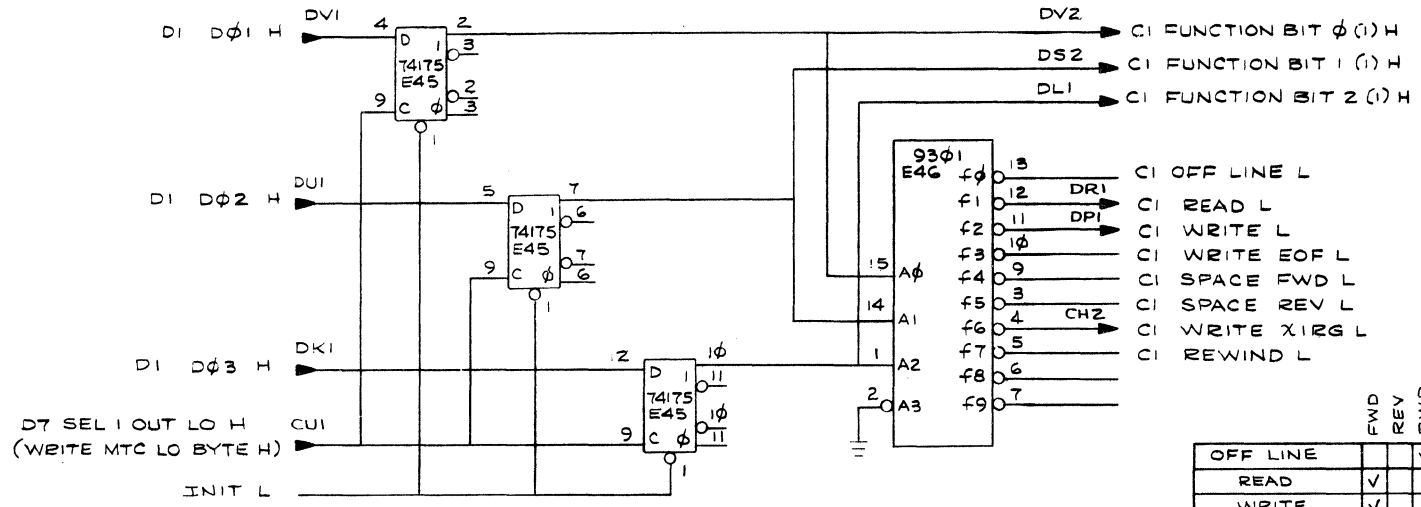 D1 DØ1 H DV1 4 2 DV2 C1 FUNCTION BIT Ø (1) H
D 1 3
74175
E45
2
9 C Ø 3
1
DS2 C1 FUNCTION BIT 1 (1) H
DL1 C1 FUNCTION BIT 2 (1) H
D1 DØ2 H DU1 5 7
D 1 6
74175
E45
7
9 C Ø 6
1
D1 DØ3 H DK1 12 1Ø
D 1 11
74175
E45
1Ø
9 C Ø 11
1
D7 SEL 1 OUT LO H CU1
(WRITE MTC LO BYTE H)
INIT L
93Ø1
E46
15 AØ
14 A1
1 A2
2 A3
fØ 13 C1 OFF LINE L
f1 12 DR1 C1 READ L
f2 11 DP1 C1 WRITE L
f3 1Ø C1 WRITE EOF L
f4 9 C1 SPACE FWD L
f5 3 C1 SPACE REV L
f6 4 CH2 C1 WRITE XIRG L
f7 5 C1 REWIND L
f8 6
f9 7
FWD
REV
OFF LINE
READ √
WRITE √